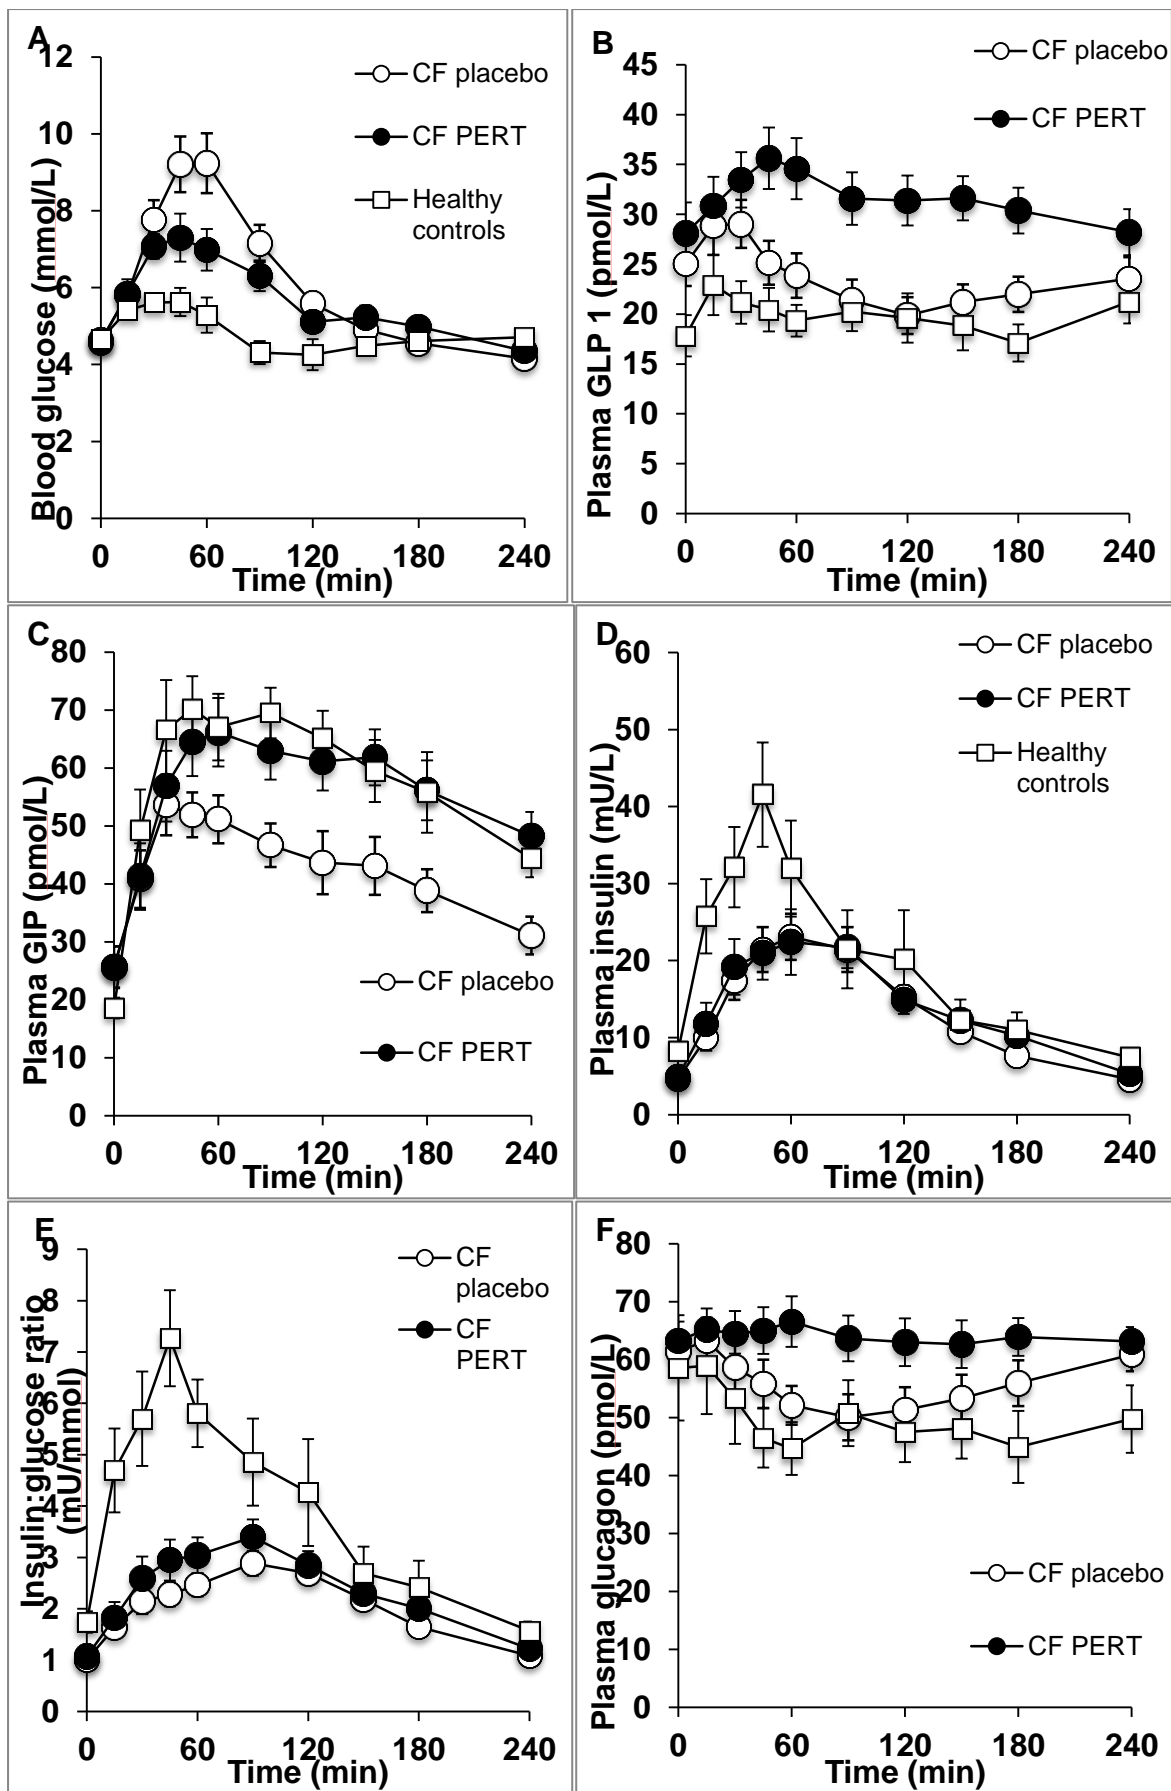 A
Blood glucose (mmol/L)
12
10
8
6
4
2
0
0 60 120 180 240
Time (min)
CF placebo
CF PERT
Healthy
controls
B
Plasma GLP 1 (pmol/L)
45
40
35
30
25
20
15
10
5
0
0 60 120 180 240
Time (min)
CF placebo
CF PERT
C
Plasma GIP (pmol/L)
80
70
60
50
40
30
20
10
0
0 60 120 180 240
Time (min)
CF placebo
CF PERT
D
Plasma insulin (mU/L)
60
50
40
30
20
10
0
0 60 120 180 240
Time (min)
CF placebo
CF PERT
Healthy
controls
E
Insulin:glucose ratio
(mU/mmol)
9
8
7
6
5
4
3
2
1
0
0 60 120 180 240
Time (min)
CF
placebo
CF
PERT
F
Plasma glucagon (pmol/L)
80
70
60
50
40
30
20
10
0
0 60 120 180 240
Time (min)
CF placebo
CF PERT